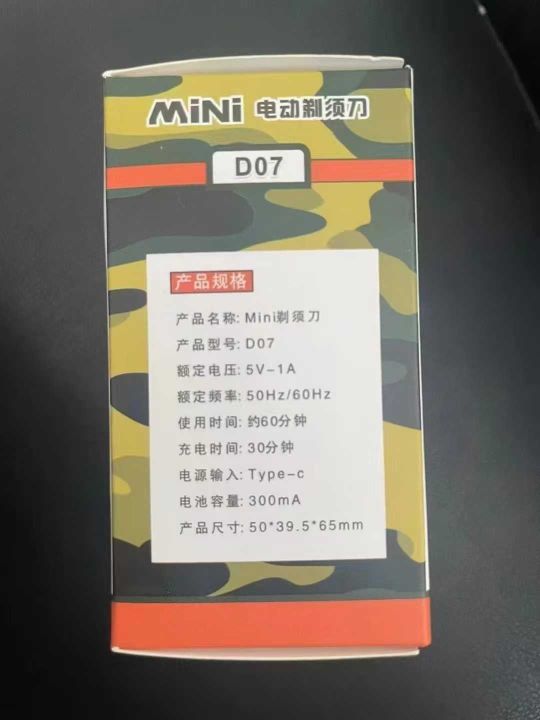 MiNi 电动剃须刀
D07
产品规格
产品名称: Mini剃须刀
产品型号: D07
额定电压: 5V-1A
额定频率: 50Hz/60Hz
使用时间: 约60分钟
充电时间: 30分钟
电源输入: Type-c
电池容量: 300mA
产品尺寸: 50*39.5*65mm